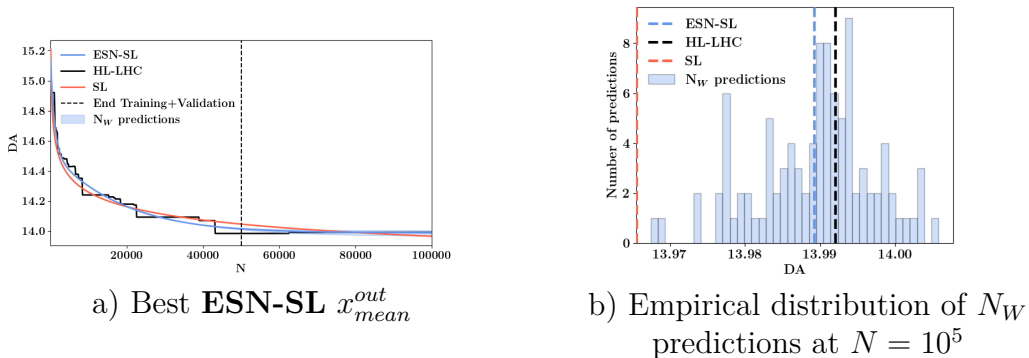 ESN-SL
HL-LHC
SL
End Training+Validation
N_W predictions
DA
15.2
15.0
14.8
14.6
14.4
14.2
14.0
20000 40000 60000 80000 100000
N
a) Best ESN-SL x_{mean}^{out}
ESN-SL
HL-LHC
SL
N_W predictions
Number of predictions
8
6
4
2
0
13.97 13.98 13.99 14.00
DA
b) Empirical distribution of N_W
predictions at N = 10^5